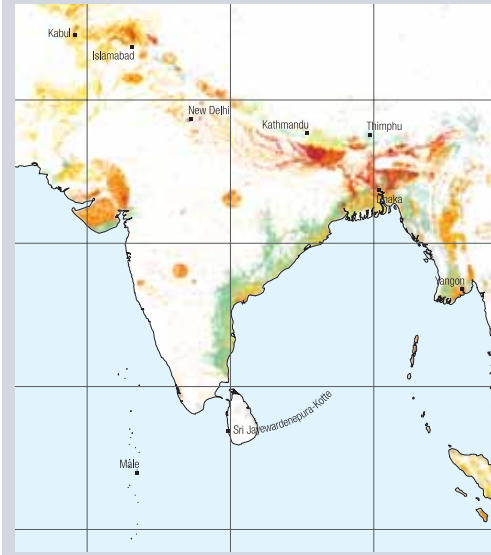 Kabul
Islamabad
New Delhi
Kathmandu
Thimphu
Dhaka
Yangon
Sri Jayewardenepura-Kotte
Male